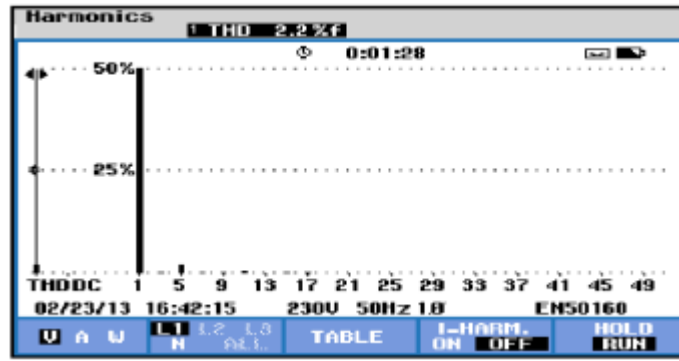 Harmonics
1 THD 2.2%f
0:01:28
50%
25%
THDDC 1 5 9 13 17 21 25 29 33 37 41 45 49
02/23/13 16:42:15 230V 50Hz 1Ø EN50160
V A W L1 L2 L3 TABLE I-HARM. HOLD
N ALL ON OFF RUN